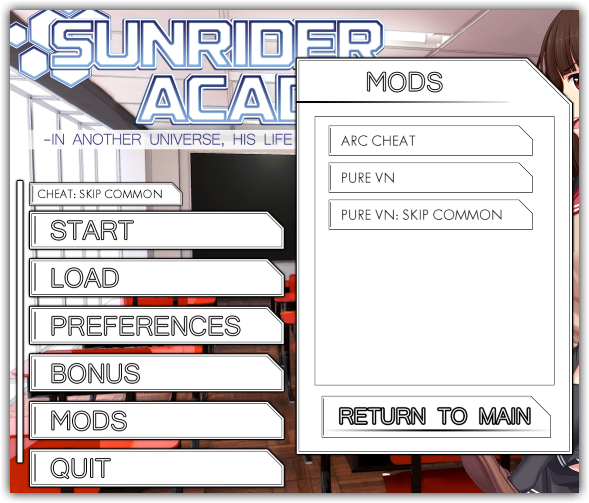 SUNRIDER
ACAD
-IN ANOTHER UNIVERSE, HIS LIFE
CHEAT: SKIP COMMON
START
LOAD
PREFERENCES
BONUS
MODS
QUIT
MODS
ARC CHEAT
PURE VN
PURE VN: SKIP COMMON
RETURN TO MAIN